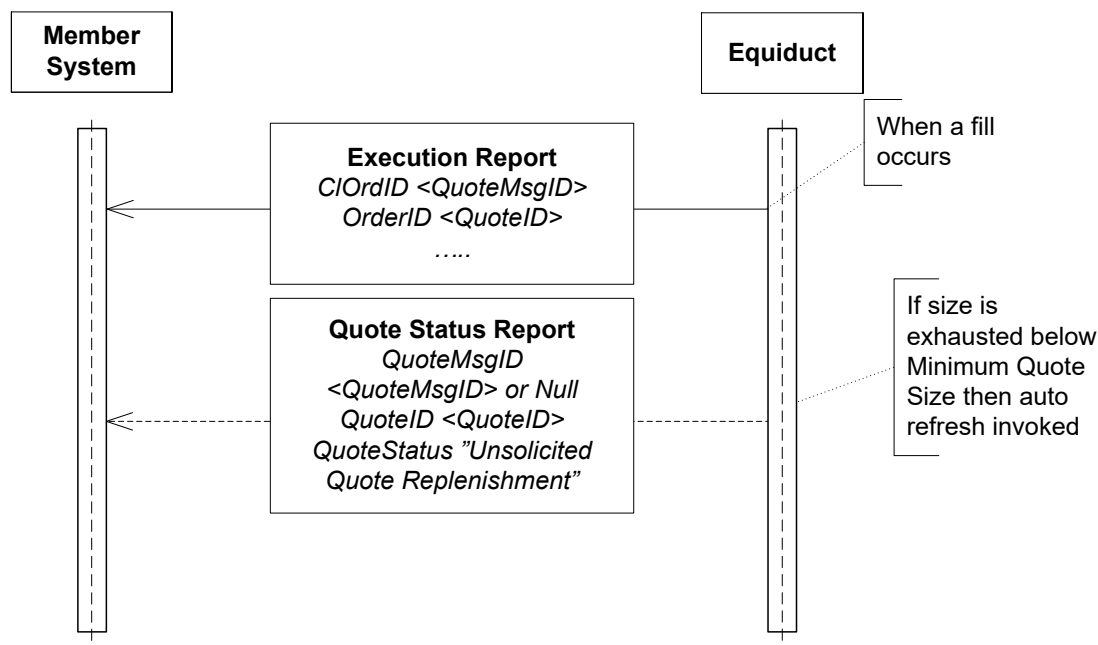 Member
System
Equiduct
When a fill
occurs
Execution Report
ClOrdID <QuoteMsgID>
OrderID <QuoteID>
…..
Quote Status Report
QuoteMsgID
<QuoteMsgID> or Null
QuoteID <QuoteID>
QuoteStatus ”Unsolicited
Quote Replenishment”
If size is
exhausted below
Minimum Quote
Size then auto
refresh invoked